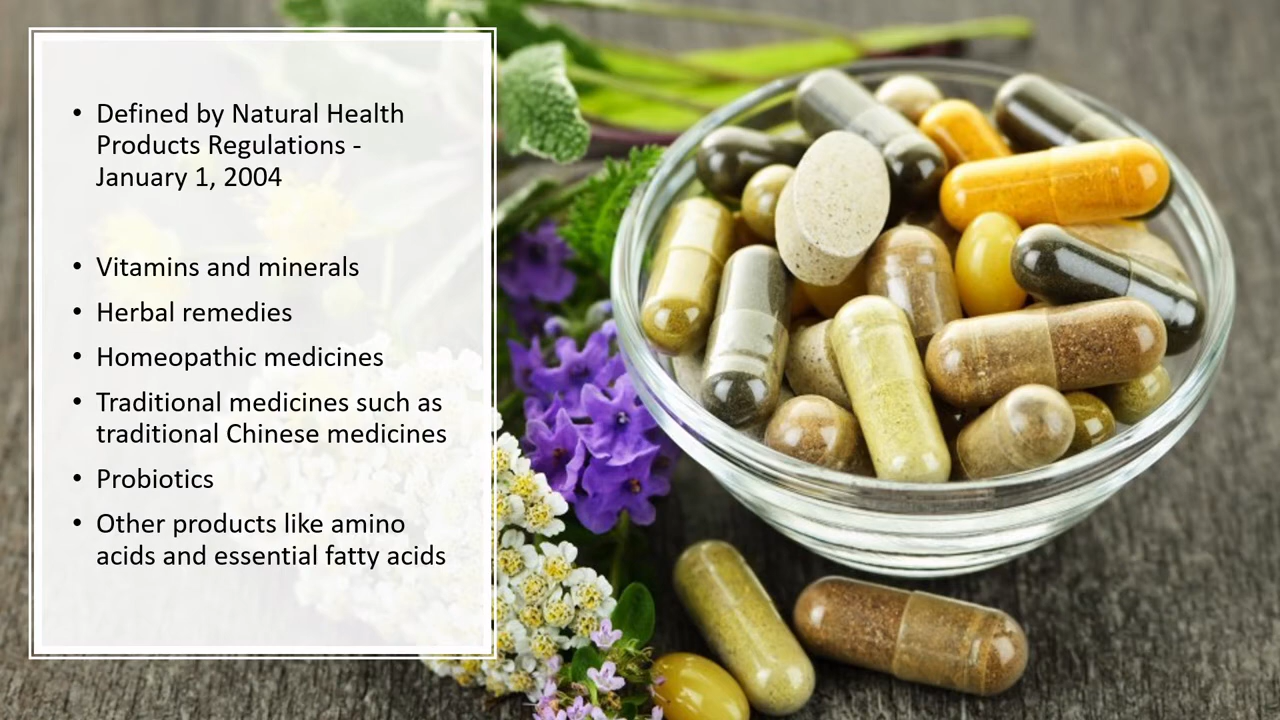 • Defined by Natural Health
Products Regulations -
January 1, 2004
• Vitamins and minerals
• Herbal remedies
• Homeopathic medicines
• Traditional medicines such as
traditional Chinese medicines
• Probiotics
• Other products like amino
acids and essential fatty acids